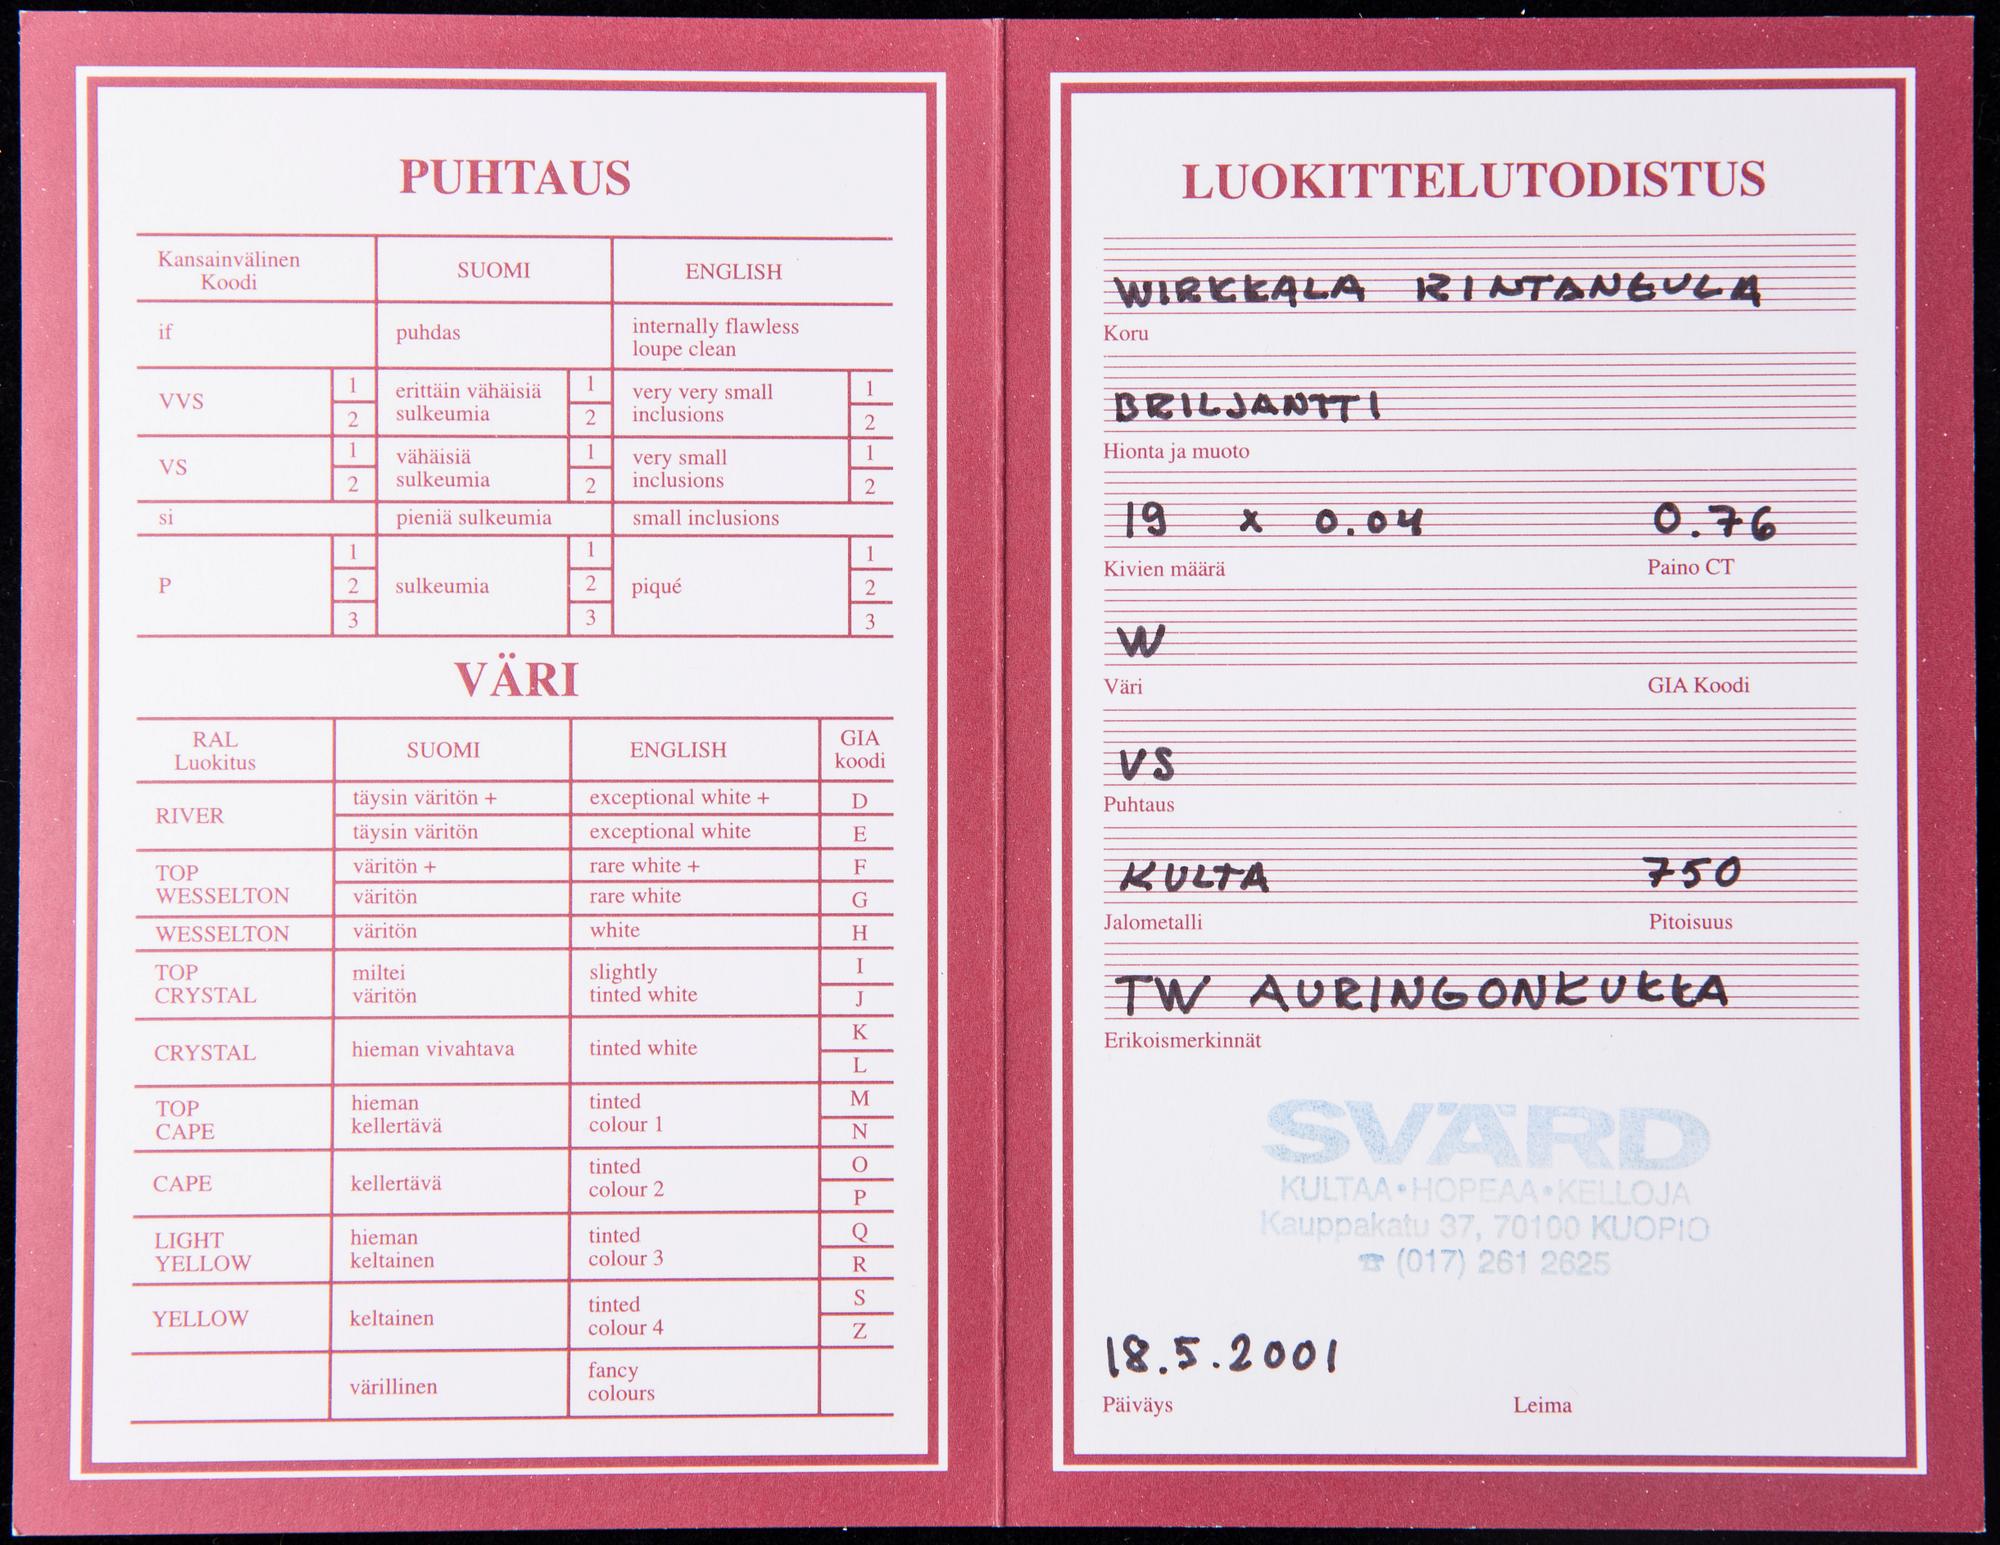 PUHTAUS
Kansainvälinen Koodi SUOMI ENGLISH
if puhdas internally flawless loupe clean
VVS 1 2 erittäin vähäisiä sulkeumia 1 2 very very small inclusions 1 2
VS 1 2 vähäisiä sulkeumia 1 2 very small inclusions 1 2
si pieniä sulkeumia small inclusions
P 1 2 3 sulkeumia 1 2 3 piqué 1 2 3
VÄRI
RAL Luokitus SUOMI ENGLISH GIA koodi
RIVER täysin väritön + exceptional white + D
täysin väritön exceptional white E
TOP WESSELTON väritön + rare white + F
väritön rare white G
WESSELTON väritön white H
TOP CRYSTAL miltei väritön slightly tinted white I J
CRYSTAL hieman vivahtava tinted white K L
TOP CAPE hieman kellertävä tinted colour 1 M N
CAPE kellertävä tinted colour 2 O P
LIGHT YELLOW hieman keltainen tinted colour 3 Q R
YELLOW keltainen tinted colour 4 S Z
värillinen fancy colours
LUOKITTELUTODISTUS
WIRKKALA RINTANEULA
Koru
BRILJANTTI
Hionta ja muoto
19 x 0.04 0.76
Kivien määrä Paino CT
W
Väri GIA Koodi
VS
Puhtaus
KULTA 750
Jalometalli Pitoisuus
TW AURINGONKUKKA
Erikoismerkinnät
SVÄRD
KULTAA•HOPEAA•KELLOJA
Kauppakatu 37, 70100 KUOPIO
☎ (017) 261 2625
18.5.2001
Päiväys Leima